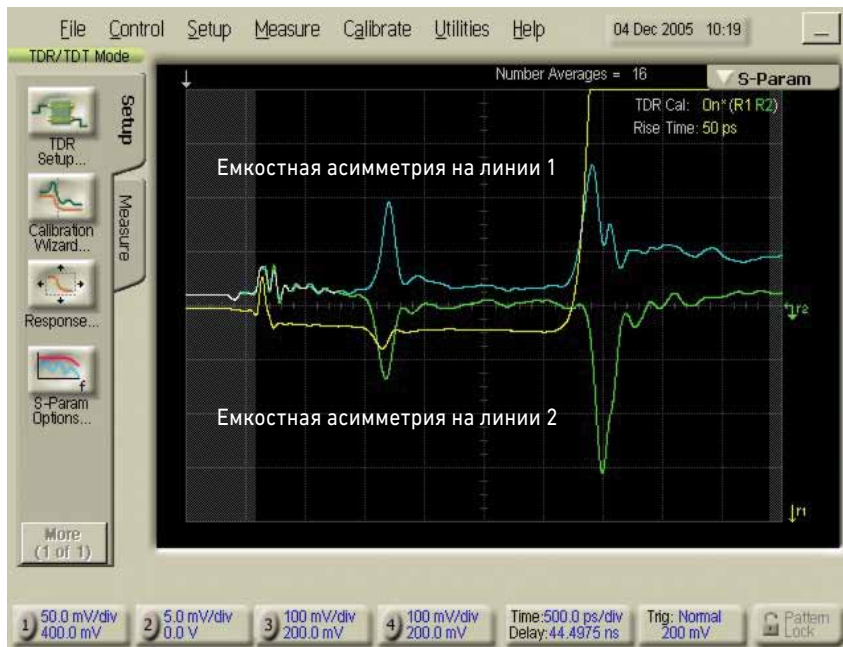 File Control Setup Measure Calibrate Utilities Help 04 Dec 2005 10:19
TDR/TDT Mode
Number Averages = 16
S-Param
TDR Cal: On* (R1 R2)
Rise Time: 50 ps
Setup
Measure
TDR
Setup...
Calibration
Wizard...
Response...
f
S-Param
Options...
More
(1 of 1)
Емкостная асимметрия на линии 1
Емкостная асимметрия на линии 2
r2
r1
1) 50.0 mV/div
400.0 mV
2) 5.0 mV/div
0.0 V
3) 100 mV/div
200.0 mV
4) 100 mV/div
200.0 mV
Time:500.0 ps/div
Delay:44.4975 ns
Trig: Normal
200 mV
Pattern
Lock